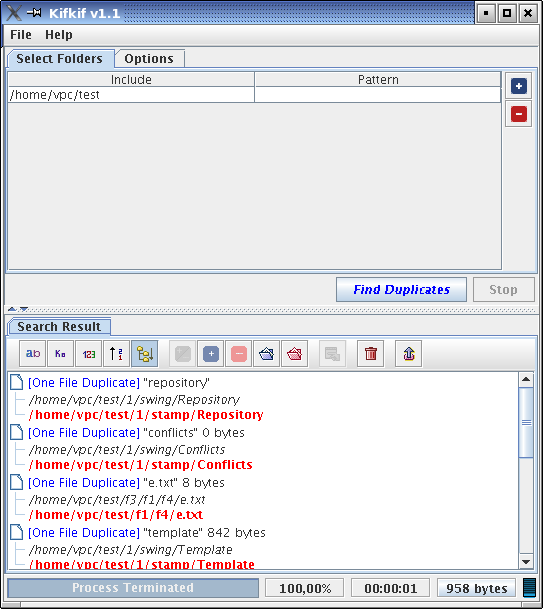 Kifkif v1.1
File Help
Select Folders Options
Include Pattern
/home/vpc/test
Find Duplicates Stop
Search Result
ab Ko 123 1 2
[One File Duplicate] "repository"
/home/vpc/test/1/swing/Repository
/home/vpc/test/1/stamp/Repository
[One File Duplicate] "conflicts" 0 bytes
/home/vpc/test/1/swing/Conflicts
/home/vpc/test/1/stamp/Conflicts
[One File Duplicate] "e.txt" 8 bytes
/home/vpc/test/f3/f1/f4/e.txt
/home/vpc/test/f1/f4/e.txt
[One File Duplicate] "template" 842 bytes
/home/vpc/test/1/swing/Template
/home/vpc/test/1/stamp/Template
Process Terminated 100,00% 00:00:01 958 bytes